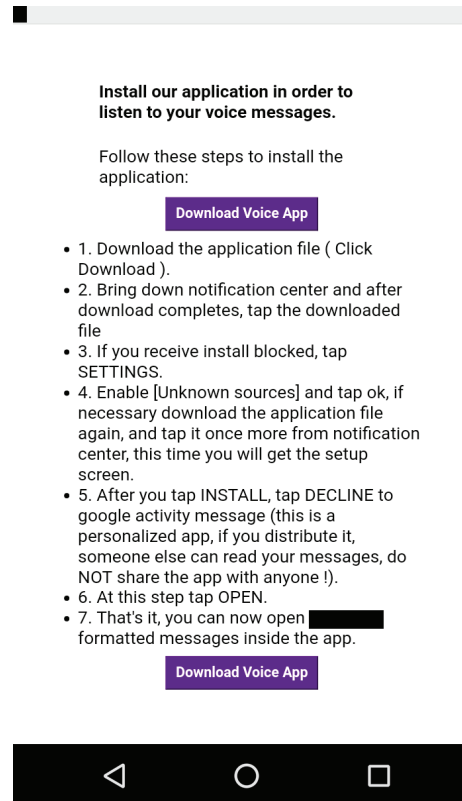 Install our application in order to
listen to your voice messages.
Follow these steps to install the
application:
Download Voice App
• 1. Download the application file ( Click
Download ).
• 2. Bring down notification center and after
download completes, tap the downloaded
file
• 3. If you receive install blocked, tap
SETTINGS.
• 4. Enable [Unknown sources] and tap ok, if
necessary download the application file
again, and tap it once more from notification
center, this time you will get the setup
screen.
• 5. After you tap INSTALL, tap DECLINE to
google activity message (this is a
personalized app, if you distribute it,
someone else can read your messages, do
NOT share the app with anyone !).
• 6. At this step tap OPEN.
• 7. That's it, you can now open
formatted messages inside the app.
Download Voice App